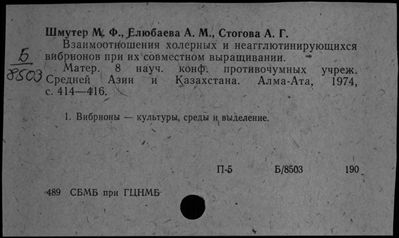 Шмутер М. Ф., Елюбаева А. М., Стогова А. Г.
Взаимоотношения холерных и неагглютинирующихся
вибрионов при их совместном выращивании.
Б
8503
Матер. 8 науч. конф. противочумных учреж.
Средней Азии и Казахстана. Алма-Ата, 1974,
с. 414—416.
1. Вибрионы — культуры, среды и выделение.
П-5 Б/8503 190
489 СБМБ при ГЦНМБ